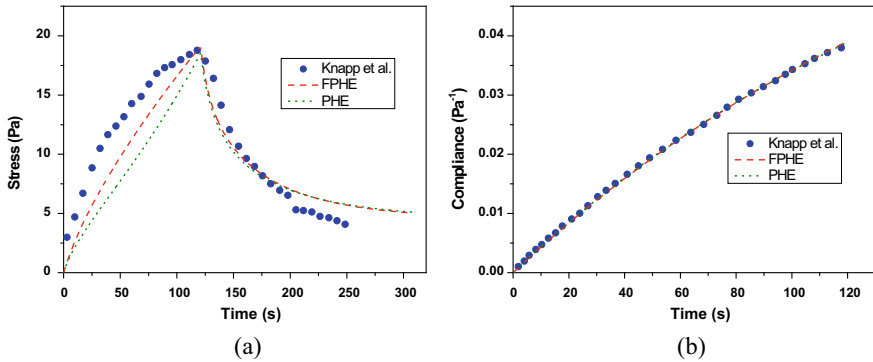 20
15
10
5
0
Stress (Pa)
Knapp et al.
FPHE
PHE
0 50 100 150 200 250 300
Time (s)
(a)
0.04
0.03
0.02
0.01
0.00
Compliance (Pa⁻¹)
Knapp et al.
FPHE
PHE
0 20 40 60 80 100 120
Time (s)
(b)